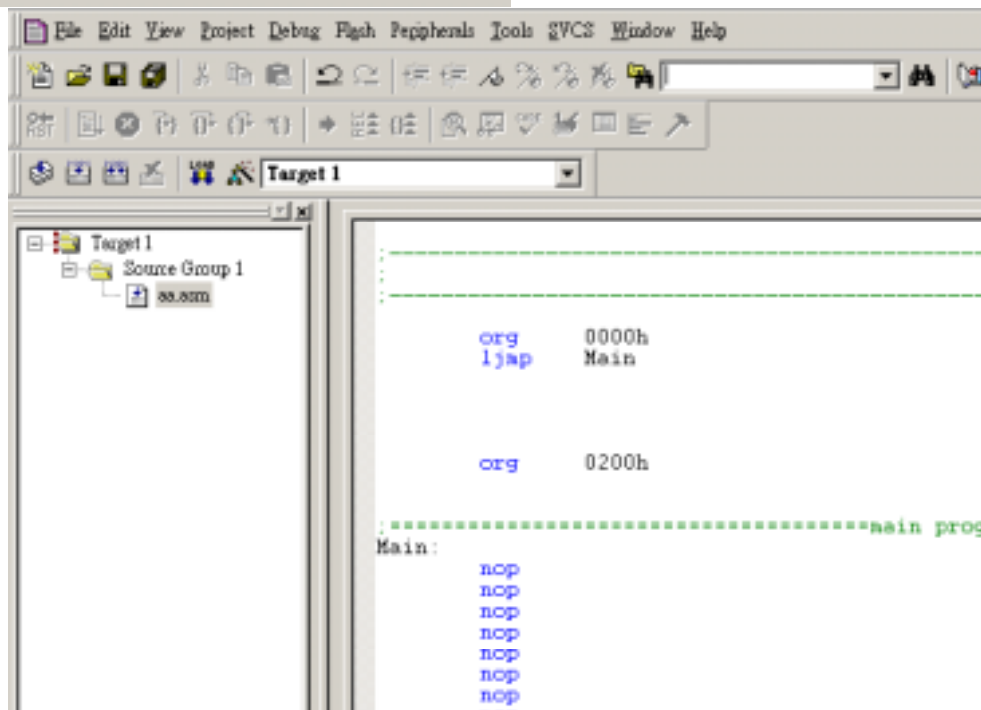 File Edit View Project Debug Flash Peripherals Tools SVCS Window Help
Target 1
Target 1
Source Group 1
aa.asm
;------------------------------------------------------------
;
;------------------------------------------------------------
org 0000h
ljmp Main
org 0200h
;=====================================main prog
Main:
nop
nop
nop
nop
nop
nop
nop